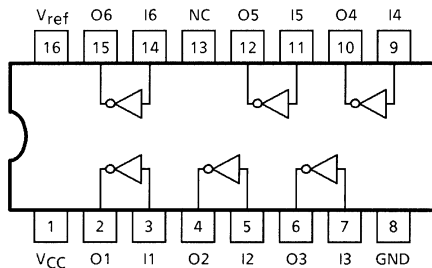 Vref O6 I6 NC O5 I5 O4 I4
16 15 14 13 12 11 10 9
1 2 3 4 5 6 7 8
VCC O1 I1 O2 I2 O3 I3 GND